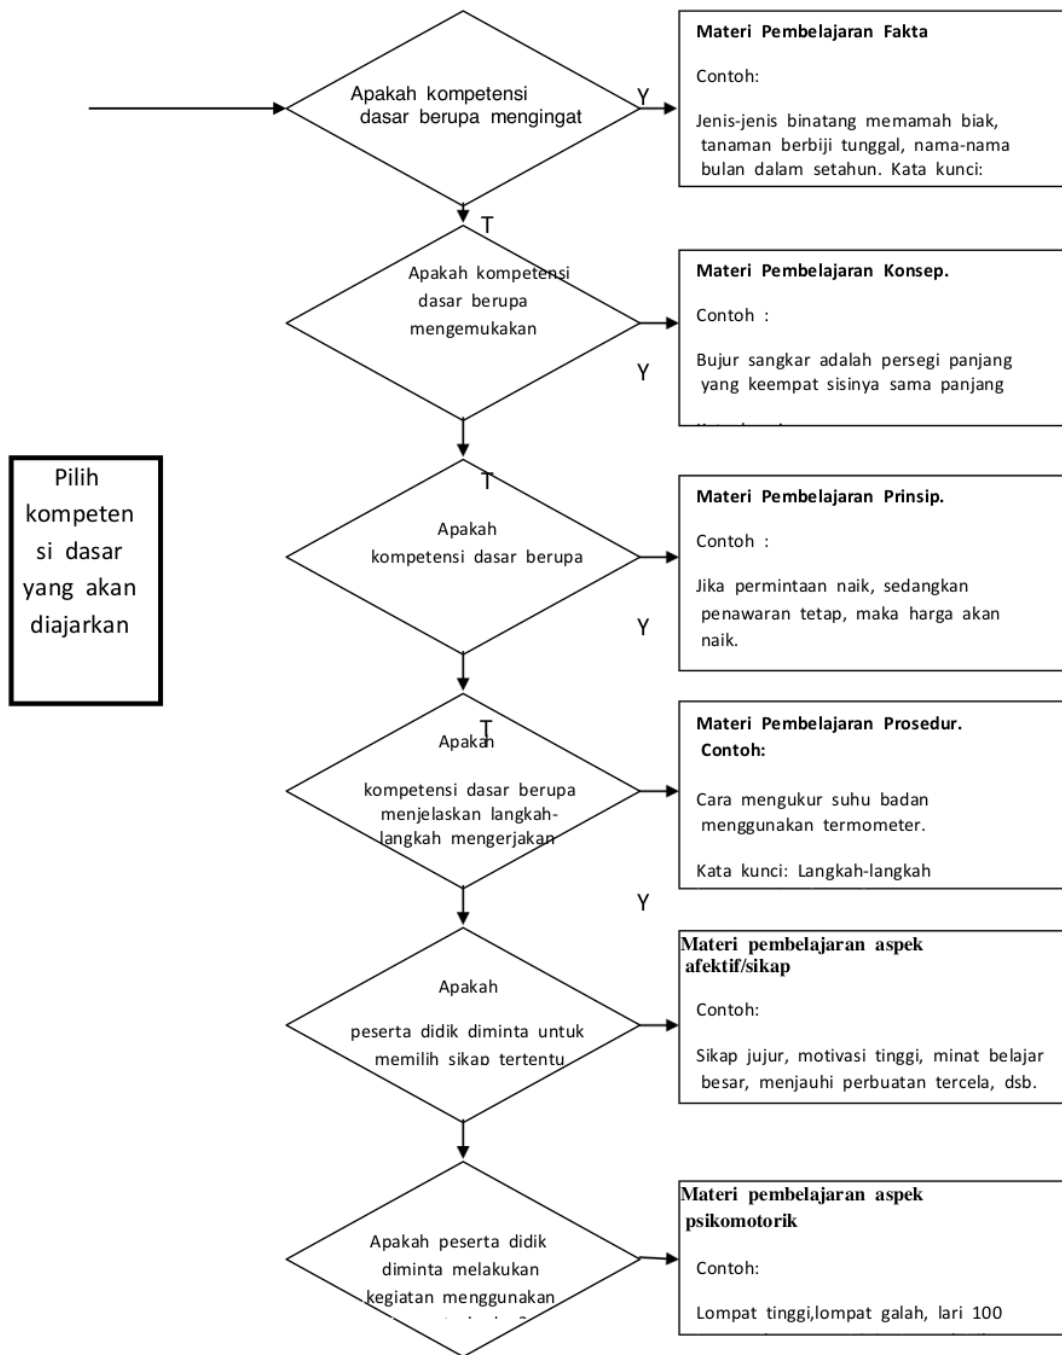 Apakah kompetensi
dasar berupa mengingat
Y
Materi Pembelajaran Fakta
Contoh:
Jenis-jenis binatang memamah biak,
tanaman berbiji tunggal, nama-nama
bulan dalam setahun. Kata kunci:
T
Apakah kompetensi
dasar berupa
mengemukakan
Y
Materi Pembelajaran Konsep.
Contoh :
Bujur sangkar adalah persegi panjang
yang keempat sisinya sama panjang
Pilih
kompeten
si dasar
yang akan
diajarkan
T
Apakah
kompetensi dasar berupa
Y
Materi Pembelajaran Prinsip.
Contoh :
Jika permintaan naik, sedangkan
penawaran tetap, maka harga akan
naik.
T
Apakah
kompetensi dasar berupa
menjelaskan langkah-
langkah mengerjakan
Y
Materi Pembelajaran Prosedur.
Contoh:
Cara mengukur suhu badan
menggunakan termometer.
Kata kunci: Langkah-langkah
Apakah
peserta didik diminta untuk
memilih sikap tertentu
Materi pembelajaran aspek
afektif/sikap
Contoh:
Sikap jujur, motivasi tinggi, minat belajar
besar, menjauhi perbuatan tercela, dsb.
Apakah peserta didik
diminta melakukan
kegiatan menggunakan
Materi pembelajaran aspek
psikomotorik
Contoh:
Lompat tinggi,lompat galah, lari 100